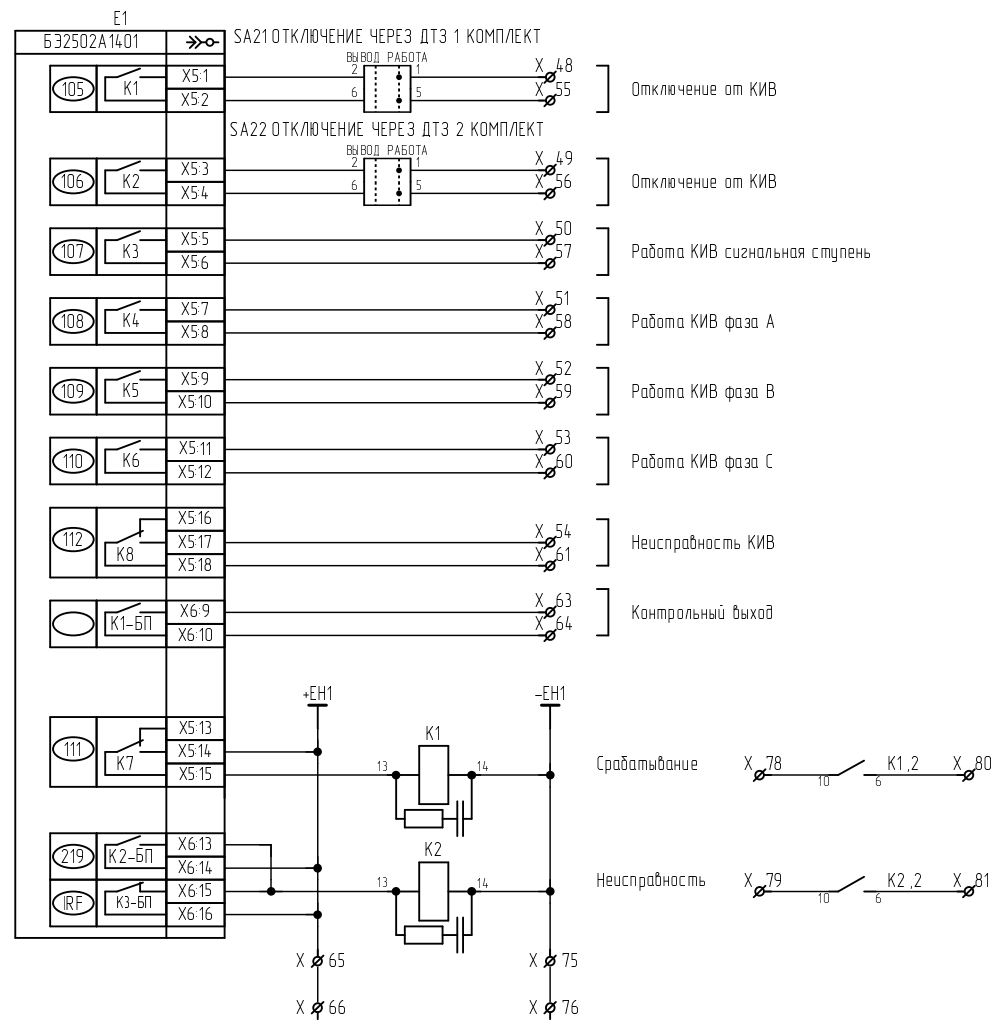 E1
БЭ2502А1401
SA21 ОТКЛЮЧЕНИЕ ЧЕРЕЗ ДТЗ 1 КОМПЛЕКТ
ВЫВОД РАБОТА
105 K1 X5:1 2 1 X 48
X5:2 6 5 X 55
Отключение от КИВ
SA22 ОТКЛЮЧЕНИЕ ЧЕРЕЗ ДТЗ 2 КОМПЛЕКТ
ВЫВОД РАБОТА
106 K2 X5:3 2 1 X 49
X5:4 6 5 X 56
Отключение от КИВ
107 K3 X5:5 X 50
X5:6 X 57
Работа КИВ сигнальная ступень
108 K4 X5:7 X 51
X5:8 X 58
Работа КИВ фаза А
109 K5 X5:9 X 52
X5:10 X 59
Работа КИВ фаза В
110 K6 X5:11 X 53
X5:12 X 60
Работа КИВ фаза С
112 K8 X5:16
X5:17 X 54
X5:18 X 61
Неисправность КИВ
K1-БП X6:9 X 63
X6:10 X 64
Контрольный выход
+EH1 -EH1
111 K7 X5:13
X5:14
X5:15 13 K1 14
Срабатывание X 78 10 6 K1,2 X 80
219 K2-БП X6:13
X6:14
IRF K3-БП X6:15 13 K2 14
X6:16
Неисправность X 79 10 6 K2,2 X 81
X 65 X 75
X 66 X 76